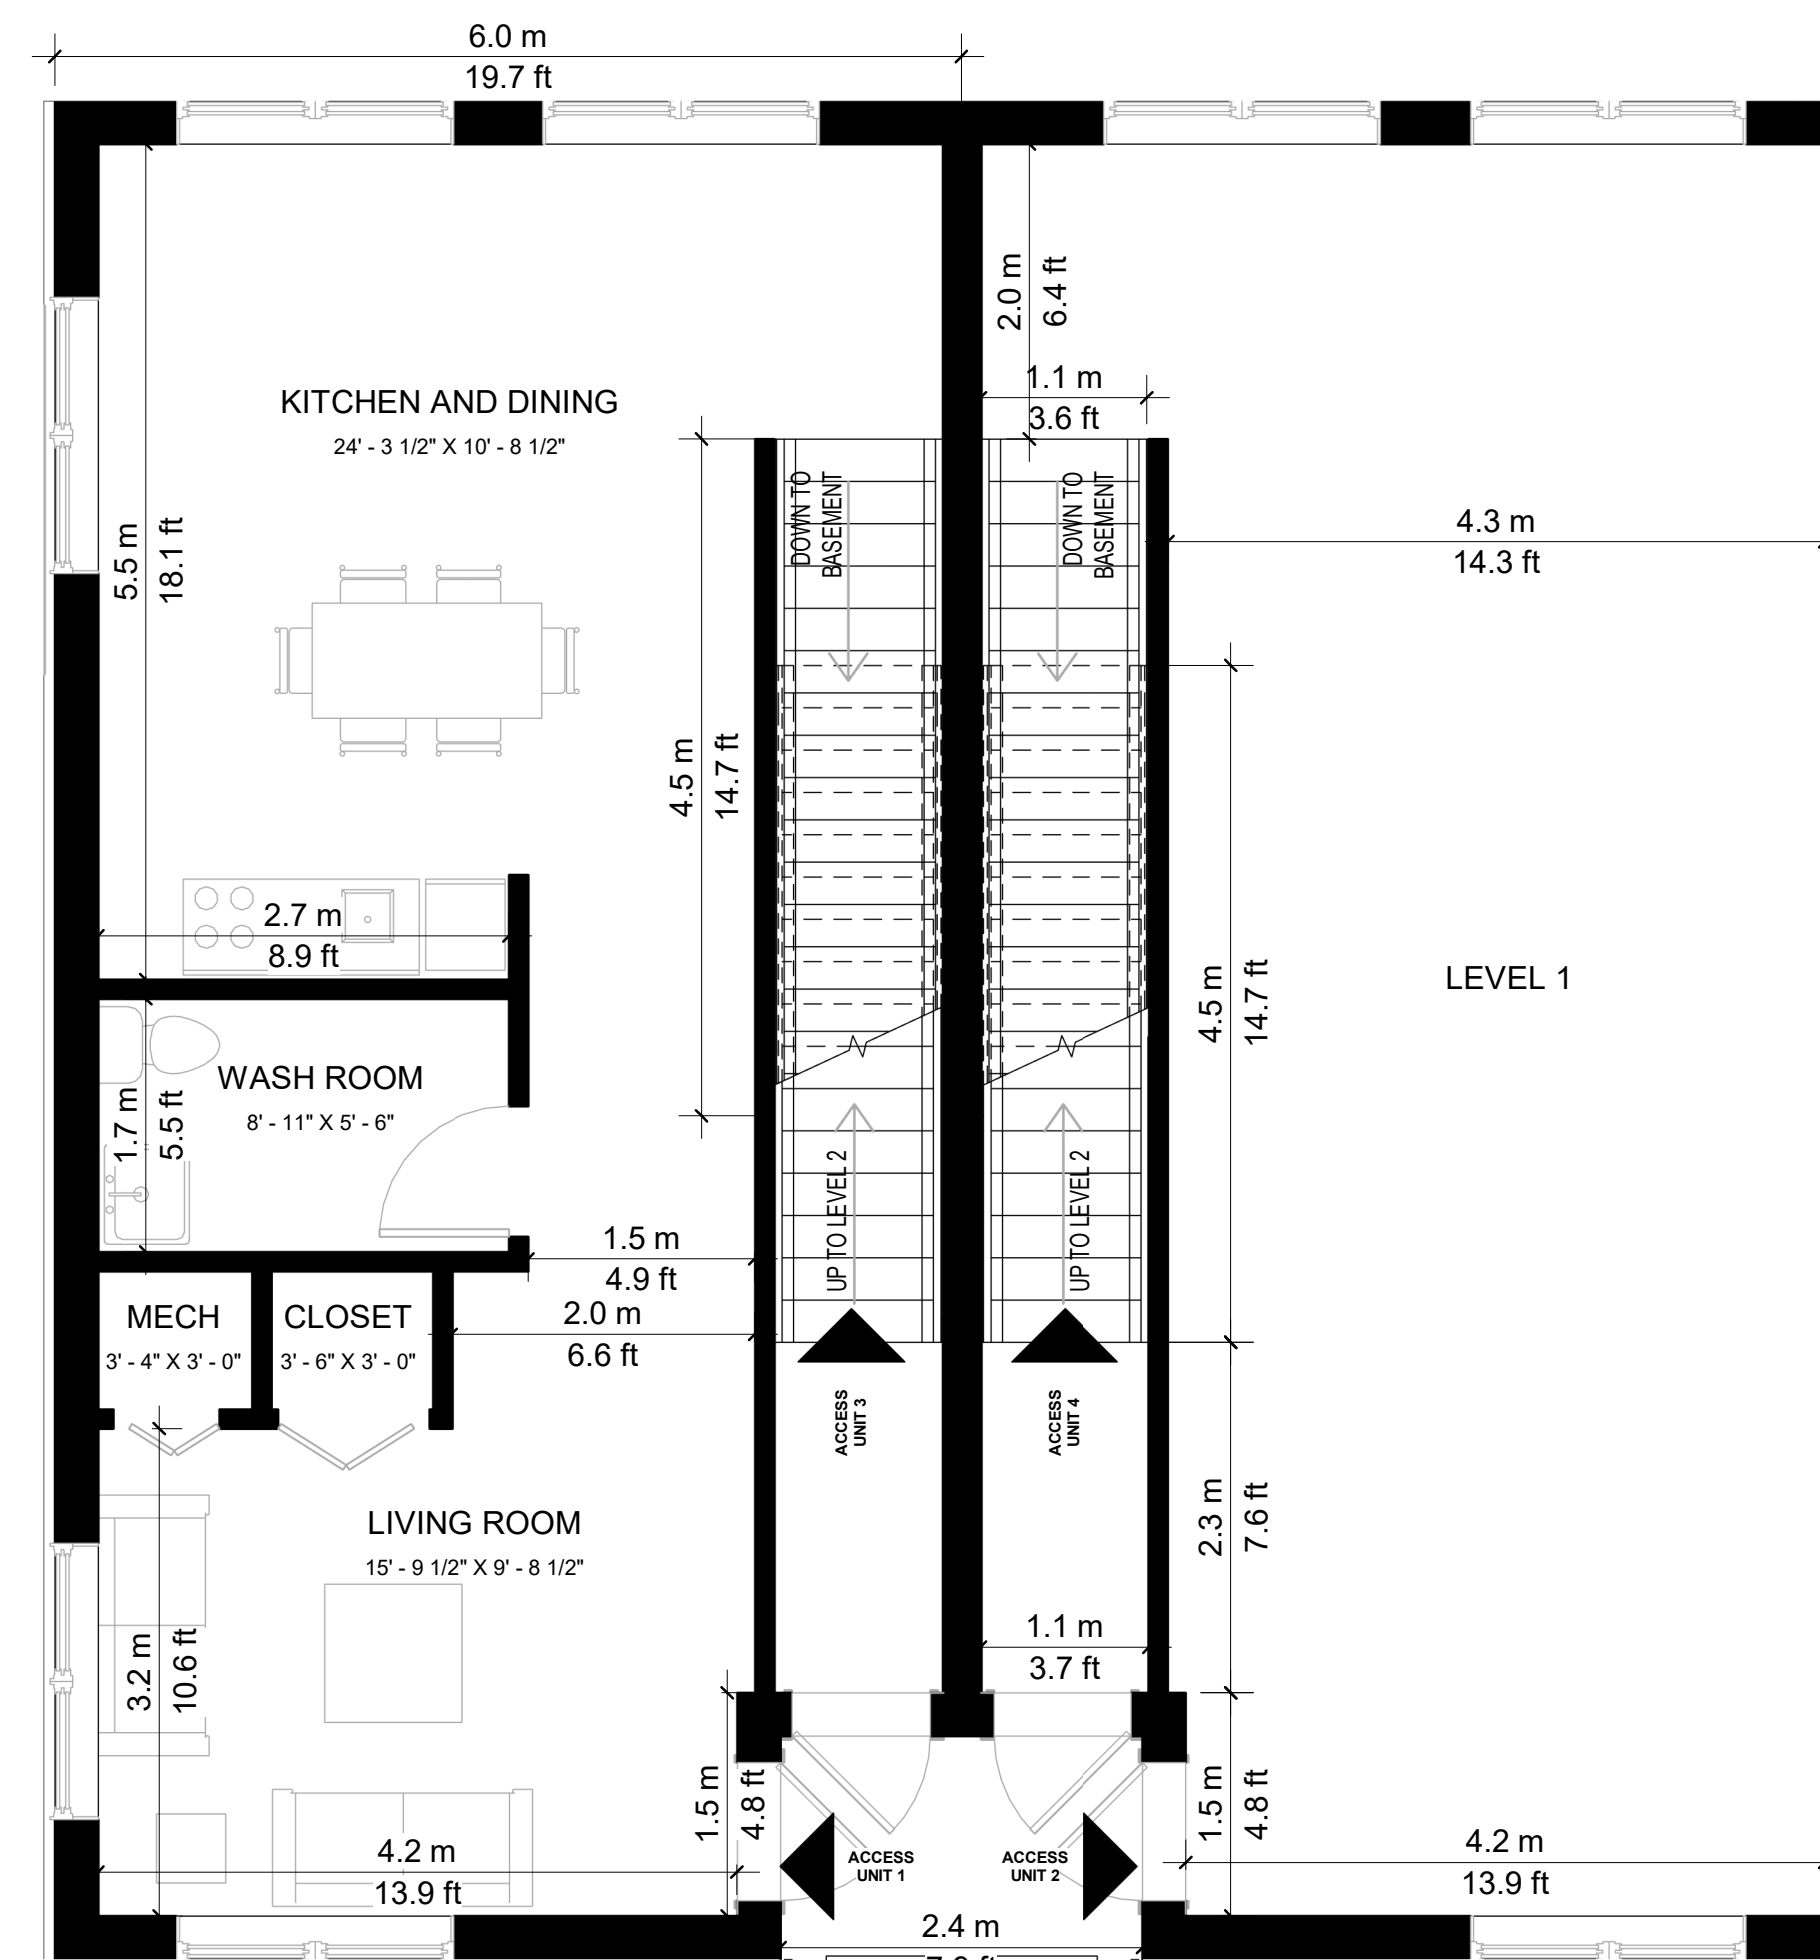 6.0 m
19.7 ft
2.0 m
6.4 ft
1.1 m
3.6 ft
KITCHEN AND DINING
24' - 3 1/2" X 10' - 8 1/2"
DOWN TO
BASEMENT
DOWN TO
BASEMENT
5.5 m
18.1 ft
4.3 m
14.3 ft
4.5 m
14.7 ft
2.7 m
8.9 ft
4.5 m
14.7 ft
LEVEL 1
WASH ROOM
8' - 11" X 5' - 6"
1.7 m
5.5 ft
UP TO LEVEL 2
UP TO LEVEL 2
1.5 m
4.9 ft
2.0 m
6.6 ft
MECH
3' - 4" X 3' - 0"
CLOSET
3' - 6" X 3' - 0"
ACCESS
UNIT 3
ACCESS
UNIT 4
LIVING ROOM
15' - 9 1/2" X 9' - 8 1/2"
2.3 m
7.6 ft
3.2 m
10.6 ft
1.1 m
3.7 ft
1.5 m
4.8 ft
1.5 m
4.8 ft
4.2 m
13.9 ft
ACCESS
UNIT 1
ACCESS
UNIT 2
4.2 m
13.9 ft
2.4 m